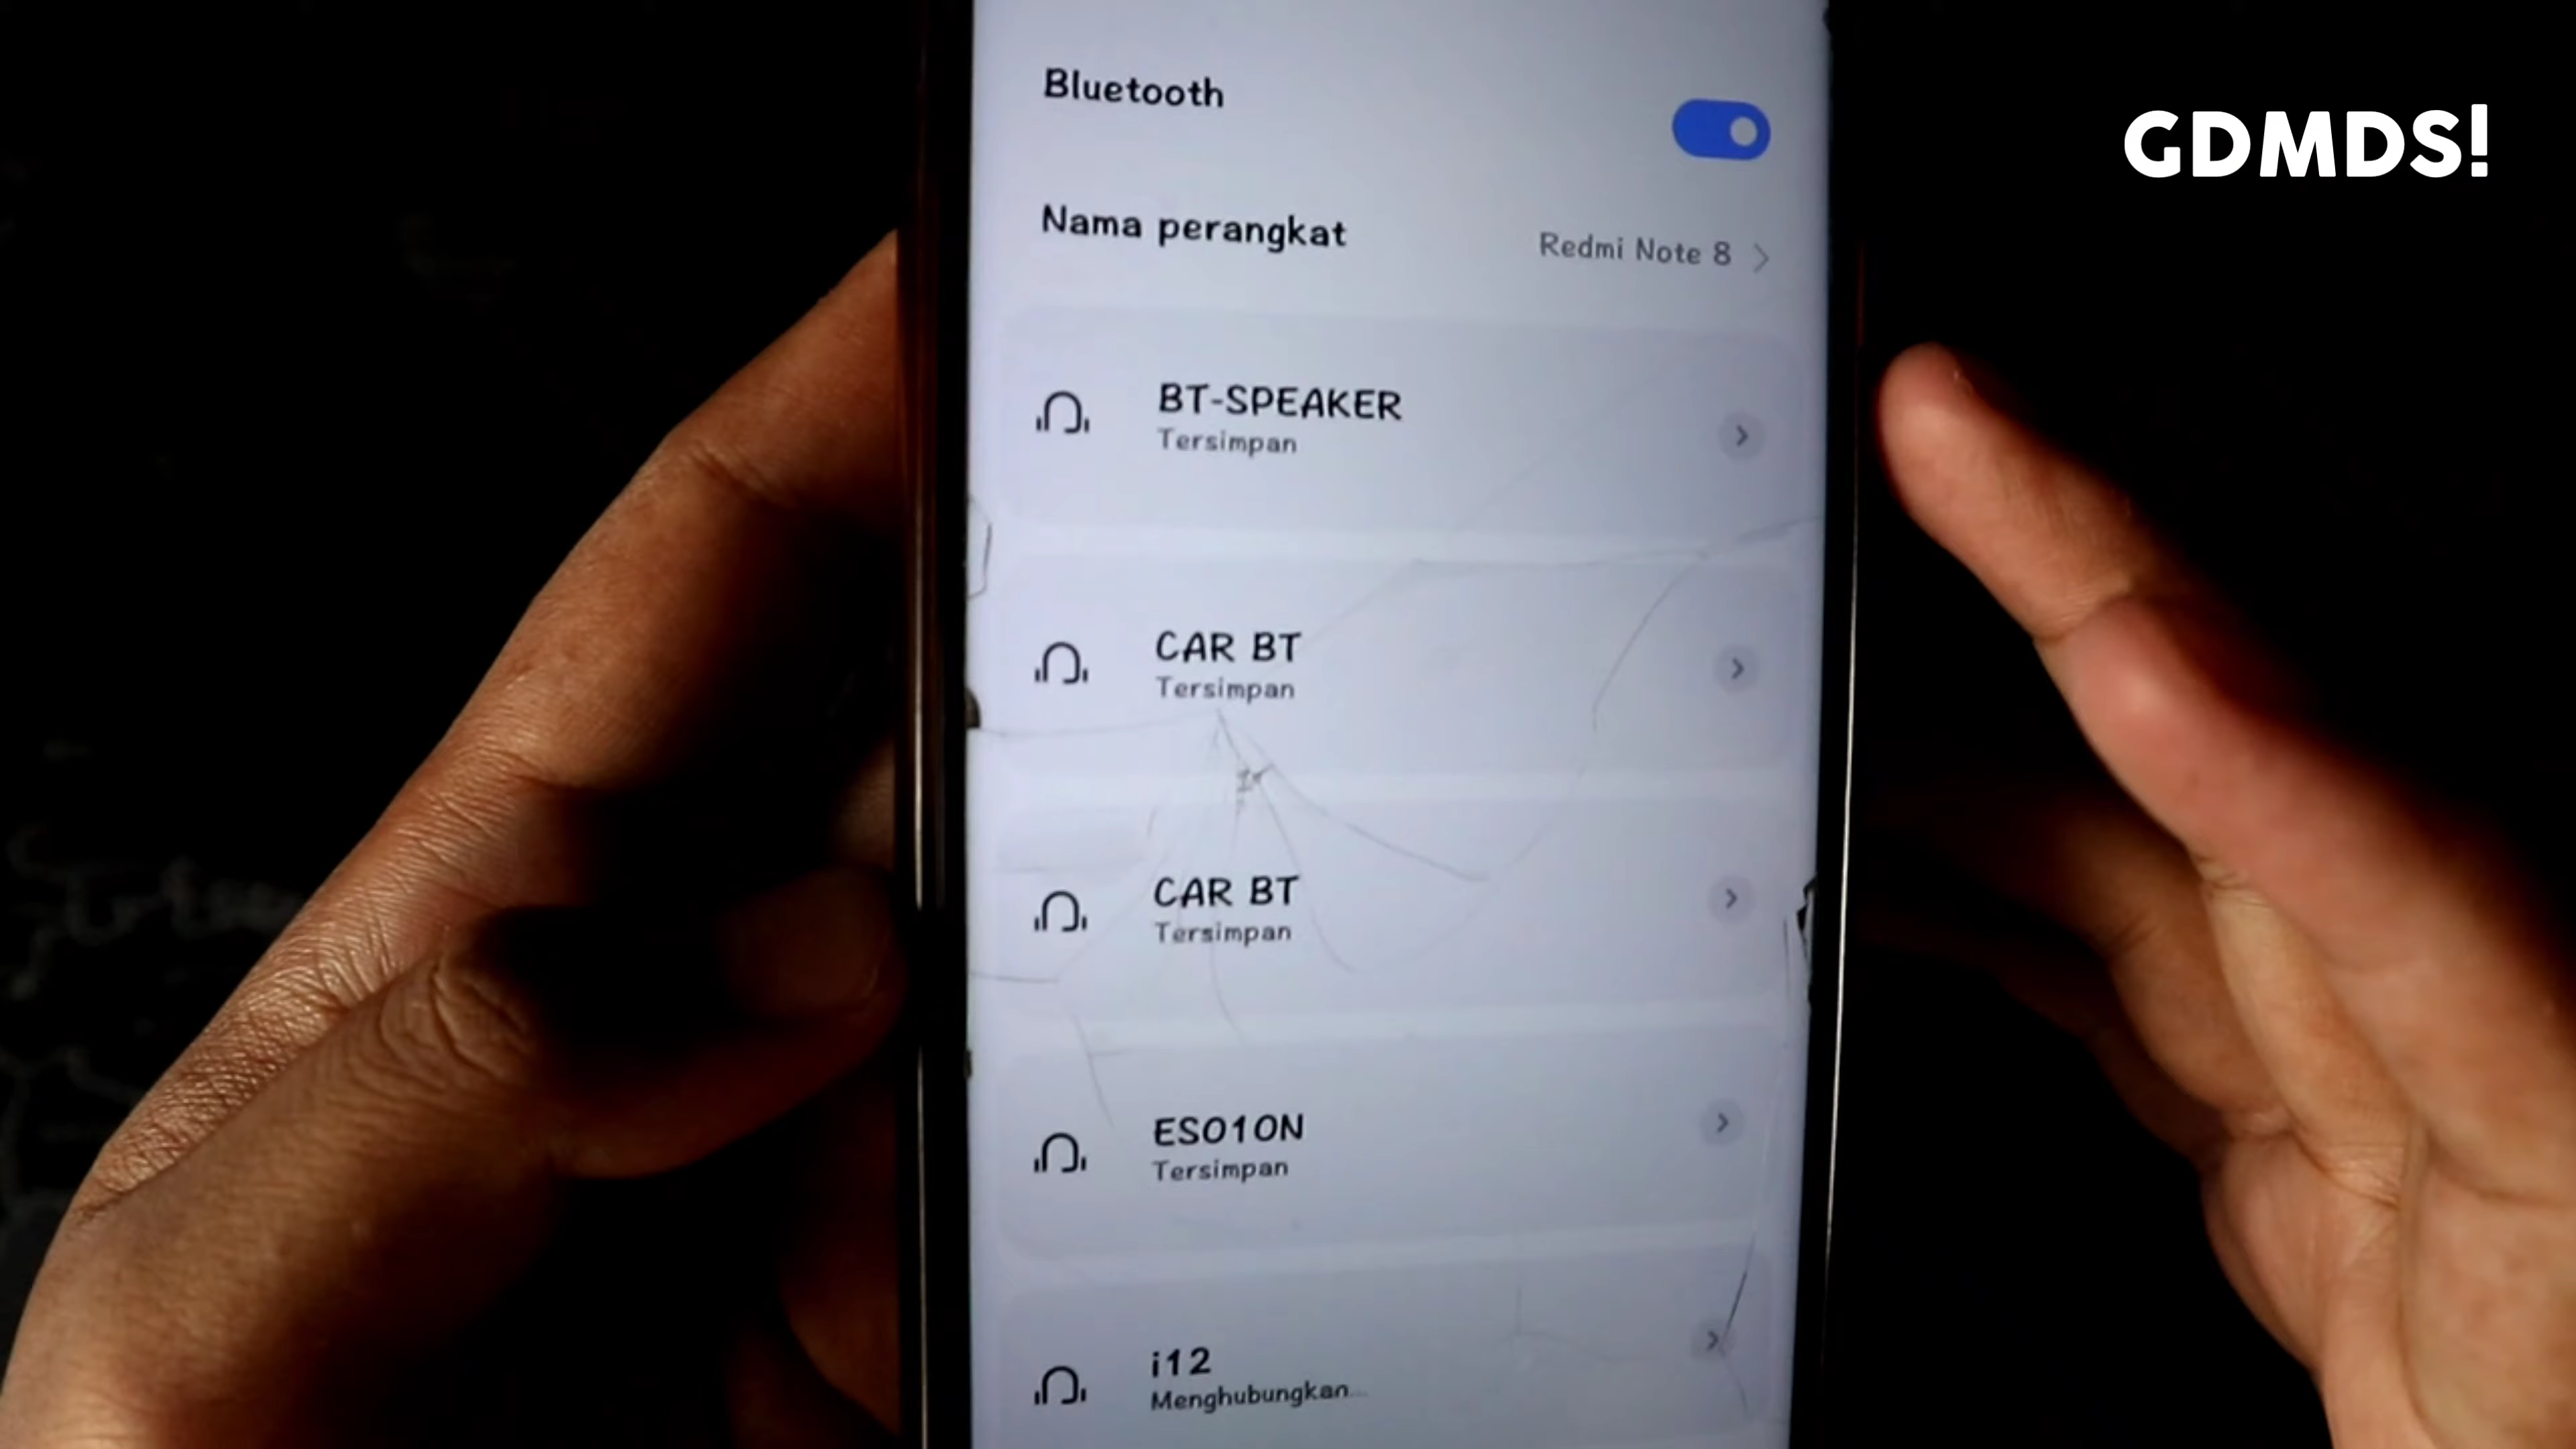 GDMDS!
Bluetooth
Nama perangkat
Redmi Note 8
BT-SPEAKER
Tersimpan
CAR BT
Tersimpan
CAR BT
Tersimpan
ES010N
Tersimpan
i12
Menghubungkan...